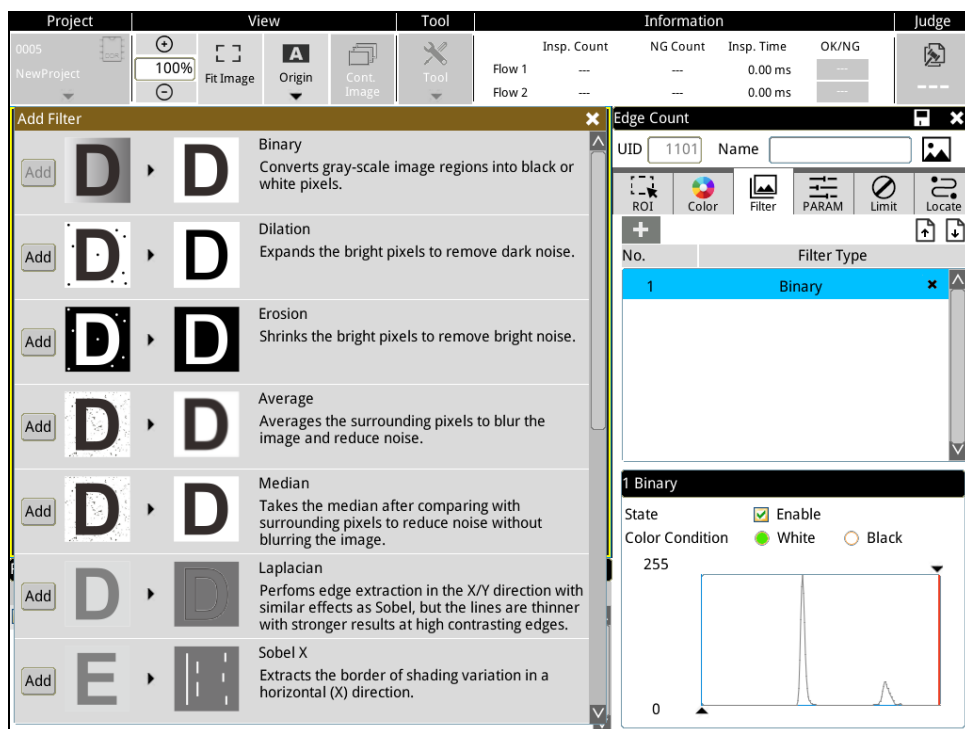 Project View Tool Information Judge
0005
NewProject
100%
Fit Image
A
Origin
Cont.
Image
Tool
Insp. Count NG Count Insp. Time OK/NG
Flow 1 --- --- 0.00 ms ---
Flow 2 --- --- 0.00 ms ---
---
Add Filter
Add
D D
Binary
Converts gray-scale image regions into black or
white pixels.
Add
D D
Dilation
Expands the bright pixels to remove dark noise.
Add
D D
Erosion
Shrinks the bright pixels to remove bright noise.
Add
D D
Average
Averages the surrounding pixels to blur the
image and reduce noise.
Add
D D
Median
Takes the median after comparing with
surrounding pixels to reduce noise without
blurring the image.
Add
D D
Laplacian
Perfoms edge extraction in the X/Y direction with
similar effects as Sobel, but the lines are thinner
with stronger results at high contrasting edges.
Add
E
Sobel X
Extracts the border of shading variation in a
horizontal (X) direction.
Edge Count
UID 1101 Name
ROI Color Filter PARAM Limit Locate
No. Filter Type
1 Binary
1 Binary
State Enable
Color Condition White Black
255
0